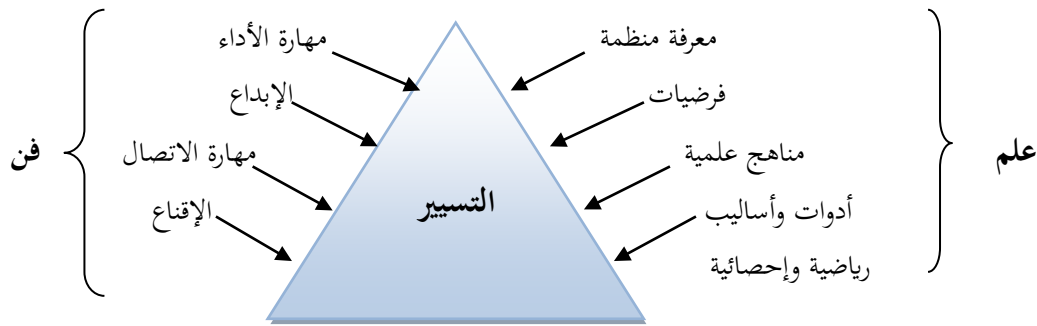 معرفة منظمة
فرضيات
مناهج علمية
أدوات وأساليب
رياضية وإحصائية
علم
التسيير
مهارة الأداء
الإبداع
مهارة الاتصال
الإقناع
فن